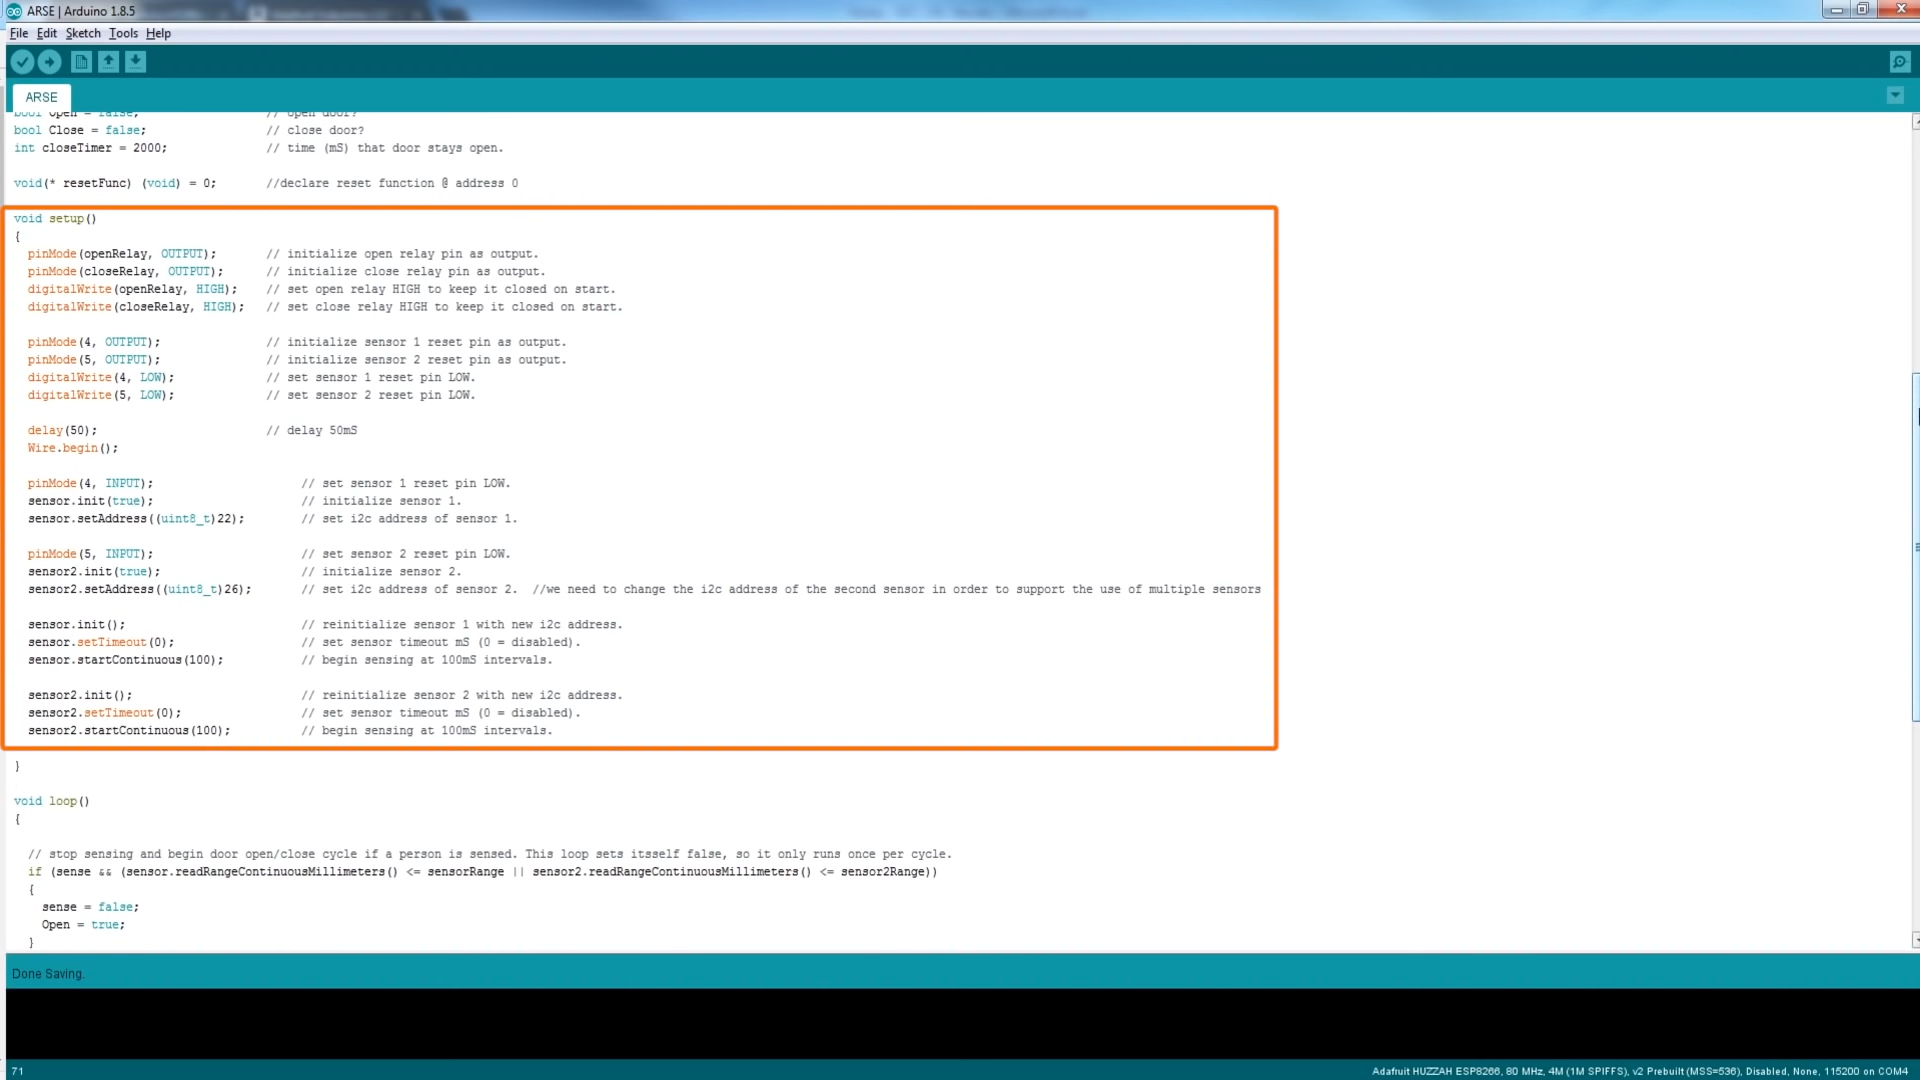 ARSE | Arduino 1.8.5
File Edit Sketch Tools Help
ARSE
bool Open = false; // open door?
bool Close = false; // close door?
int closeTimer = 2000; // time (mS) that door stays open.
void(* resetFunc) (void) = 0; //declare reset function @ address 0
void setup()
{
pinMode(openRelay, OUTPUT); // initialize open relay pin as output.
pinMode(closeRelay, OUTPUT); // initialize close relay pin as output.
digitalWrite(openRelay, HIGH); // set open relay HIGH to keep it closed on start.
digitalWrite(closeRelay, HIGH); // set close relay HIGH to keep it closed on start.
pinMode(4, OUTPUT); // initialize sensor 1 reset pin as output.
pinMode(5, OUTPUT); // initialize sensor 2 reset pin as output.
digitalWrite(4, LOW); // set sensor 1 reset pin LOW.
digitalWrite(5, LOW); // set sensor 2 reset pin LOW.
delay(50); // delay 50mS
Wire.begin();
pinMode(4, INPUT); // set sensor 1 reset pin LOW.
sensor.init(true); // initialize sensor 1.
sensor.setAddress((uint8_t)22); // set i2c address of sensor 1.
pinMode(5, INPUT); // set sensor 2 reset pin LOW.
sensor2.init(true); // initialize sensor 2.
sensor2.setAddress((uint8_t)26); // set i2c address of sensor 2. //we need to change the i2c address of the second sensor in order to support the use of multiple sensors
sensor.init(); // reinitialize sensor 1 with new i2c address.
sensor.setTimeout(0); // set sensor timeout mS (0 = disabled).
sensor.startContinuous(100); // begin sensing at 100mS intervals.
sensor2.init(); // reinitialize sensor 2 with new i2c address.
sensor2.setTimeout(0); // set sensor timeout mS (0 = disabled).
sensor2.startContinuous(100); // begin sensing at 100mS intervals.
}
void loop()
{
// stop sensing and begin door open/close cycle if a person is sensed. This loop sets itsself false, so it only runs once per cycle.
if (sense && (sensor.readRangeContinuousMillimeters() <= sensorRange || sensor2.readRangeContinuousMillimeters() <= sensor2Range))
{
sense = false;
Open = true;
}
Done Saving.
71
Adafruit HUZZAH ESP8266, 80 MHz, 4M (1M SPIFFS), v2 Prebuilt (MSS=536), Disabled, None, 115200 on COM4